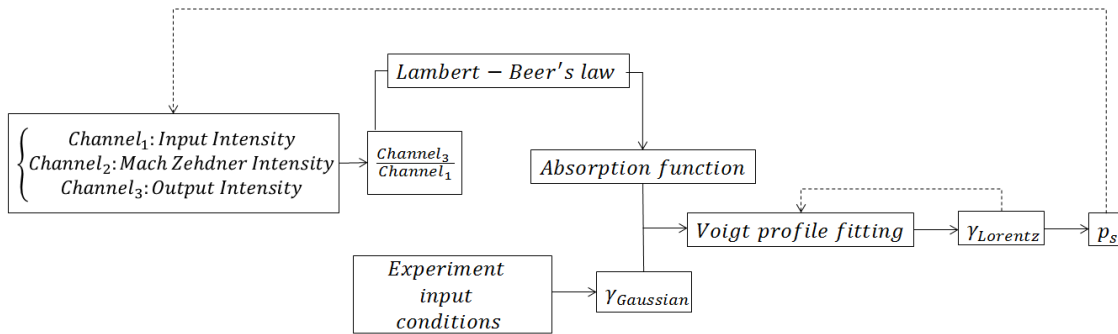 Lambert − Beer's law
Channel₁: Input Intensity
Channel₂: Mach Zehdner Intensity
Channel₃: Output Intensity
Channel₃
Channel₁
Absorption function
Voigt profile fitting
γLorentz
pₛ
Experiment
input
conditions
γGaussian